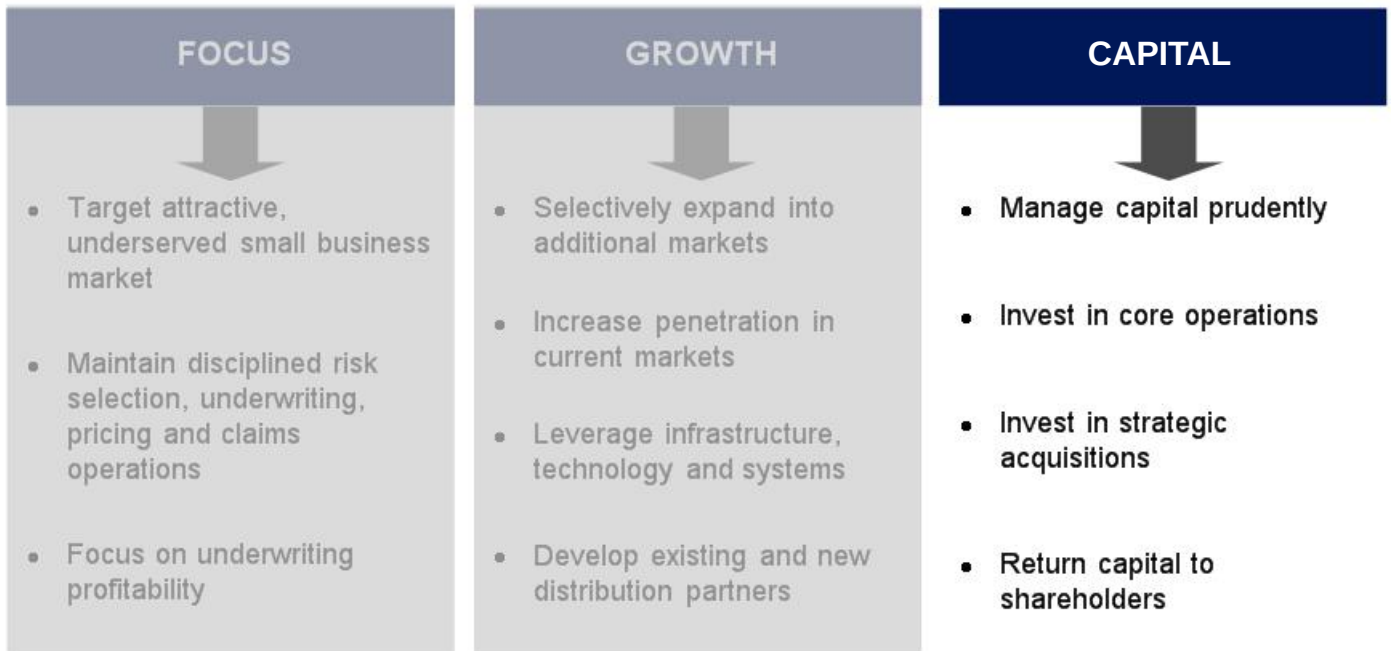 FOCUS
• Target attractive,
underserved small business
market
• Maintain disciplined risk
selection, underwriting,
pricing and claims
operations
• Focus on underwriting
profitability
GROWTH
• Selectively expand into
additional markets
• Increase penetration in
current markets
• Leverage infrastructure,
technology and systems
• Develop existing and new
distribution partners
CAPITAL
• Manage capital prudently
• Invest in core operations
• Invest in strategic
acquisitions
• Return capital to
shareholders